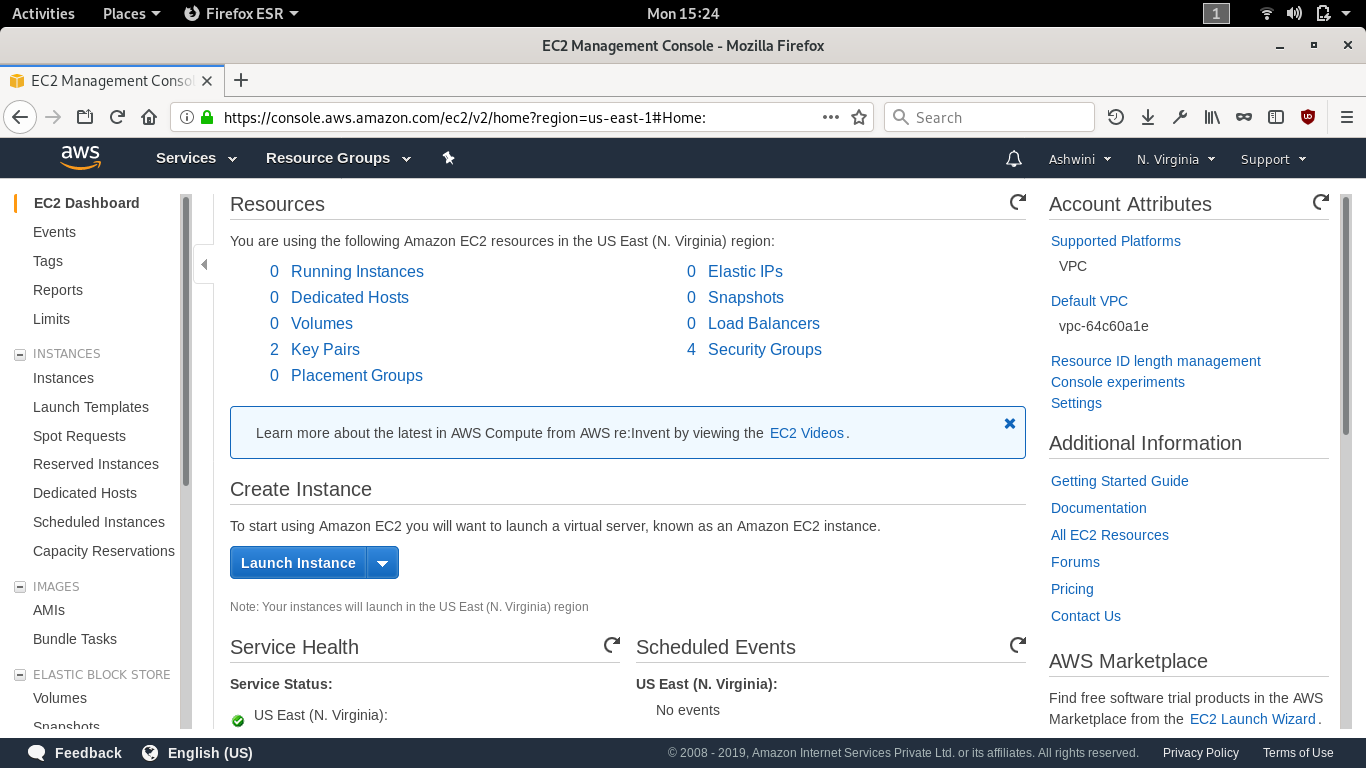 Activities Places Firefox ESR Mon 15:24 1
EC2 Management Console - Mozilla Firefox
EC2 Management Consol
https://console.aws.amazon.com/ec2/v2/home?region=us-east-1#Home: Search
aws Services Resource Groups Ashwini N. Virginia Support
EC2 Dashboard
Events
Tags
Reports
Limits
INSTANCES
Instances
Launch Templates
Spot Requests
Reserved Instances
Dedicated Hosts
Scheduled Instances
Capacity Reservations
IMAGES
AMIs
Bundle Tasks
ELASTIC BLOCK STORE
Volumes
Snapshots
Resources
You are using the following Amazon EC2 resources in the US East (N. Virginia) region:
0 Running Instances
0 Dedicated Hosts
0 Volumes
2 Key Pairs
0 Placement Groups
0 Elastic IPs
0 Snapshots
0 Load Balancers
4 Security Groups
Learn more about the latest in AWS Compute from AWS re:Invent by viewing the EC2 Videos.
Create Instance
To start using Amazon EC2 you will want to launch a virtual server, known as an Amazon EC2 instance.
Launch Instance
Note: Your instances will launch in the US East (N. Virginia) region
Service Health
Service Status:
US East (N. Virginia):
Scheduled Events
US East (N. Virginia):
No events
Account Attributes
Supported Platforms
VPC
Default VPC
vpc-64c60a1e
Resource ID length management
Console experiments
Settings
Additional Information
Getting Started Guide
Documentation
All EC2 Resources
Forums
Pricing
Contact Us
AWS Marketplace
Find free software trial products in the AWS
Marketplace from the EC2 Launch Wizard.
Feedback English (US) © 2008 - 2019, Amazon Internet Services Private Ltd. or its affiliates. All rights reserved. Privacy Policy Terms of Use